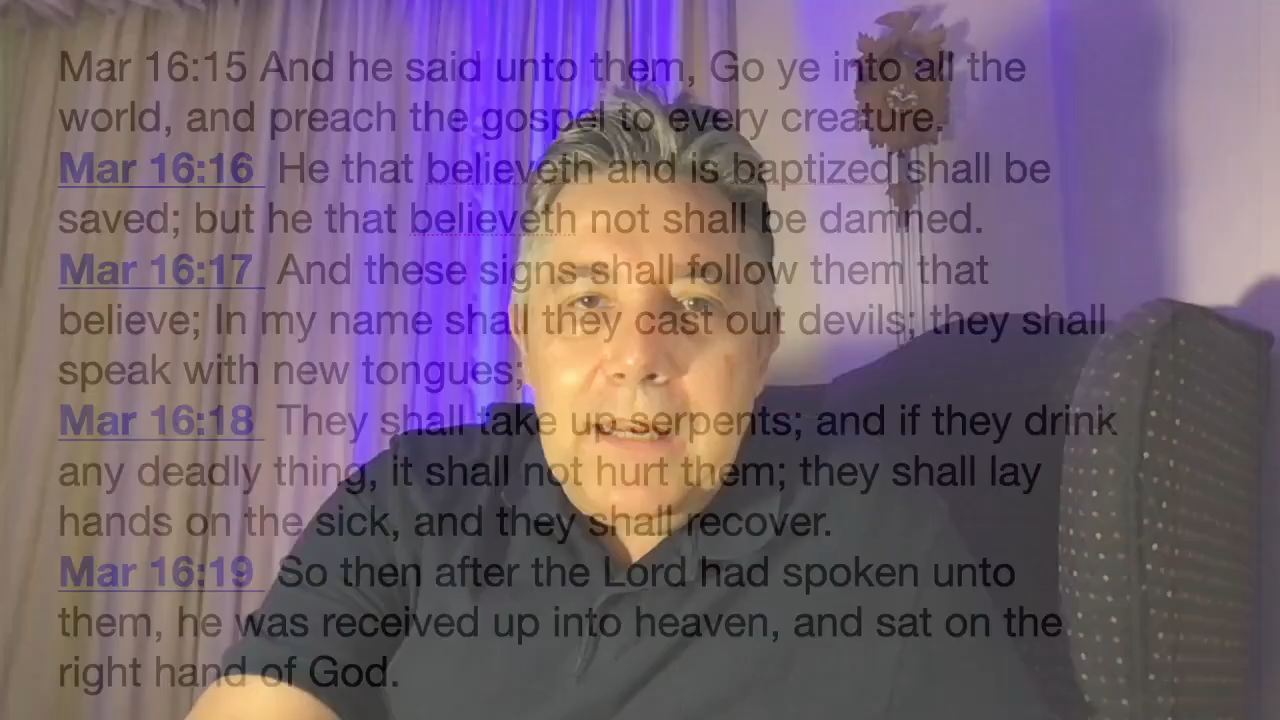 Mar 16:15 And he said unto them, Go ye into all the
world, and preach the gospel to every creature.
Mar 16:16 He that believeth and is baptized shall be
saved; but he that believeth not shall be damned.
Mar 16:17 And these signs shall follow them that
believe; In my name shall they cast out devils; they shall
speak with new tongues;
Mar 16:18 They shall take up serpents; and if they drink
any deadly thing, it shall not hurt them; they shall lay
hands on the sick, and they shall recover.
Mar 16:19 So then after the Lord had spoken unto
them, he was received up into heaven, and sat on the
right hand of God.